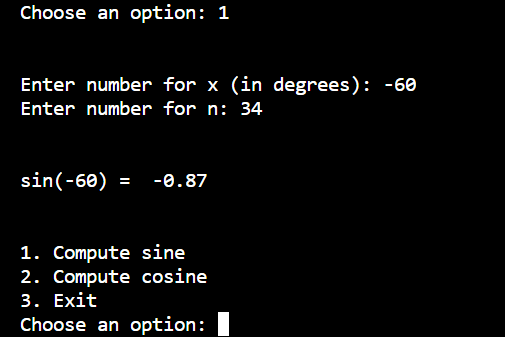 Choose an option: 1
Enter number for x (in degrees): -60
Enter number for n: 34
sin(-60) =  -0.87
1. Compute sine
2. Compute cosine
3. Exit
Choose an option: